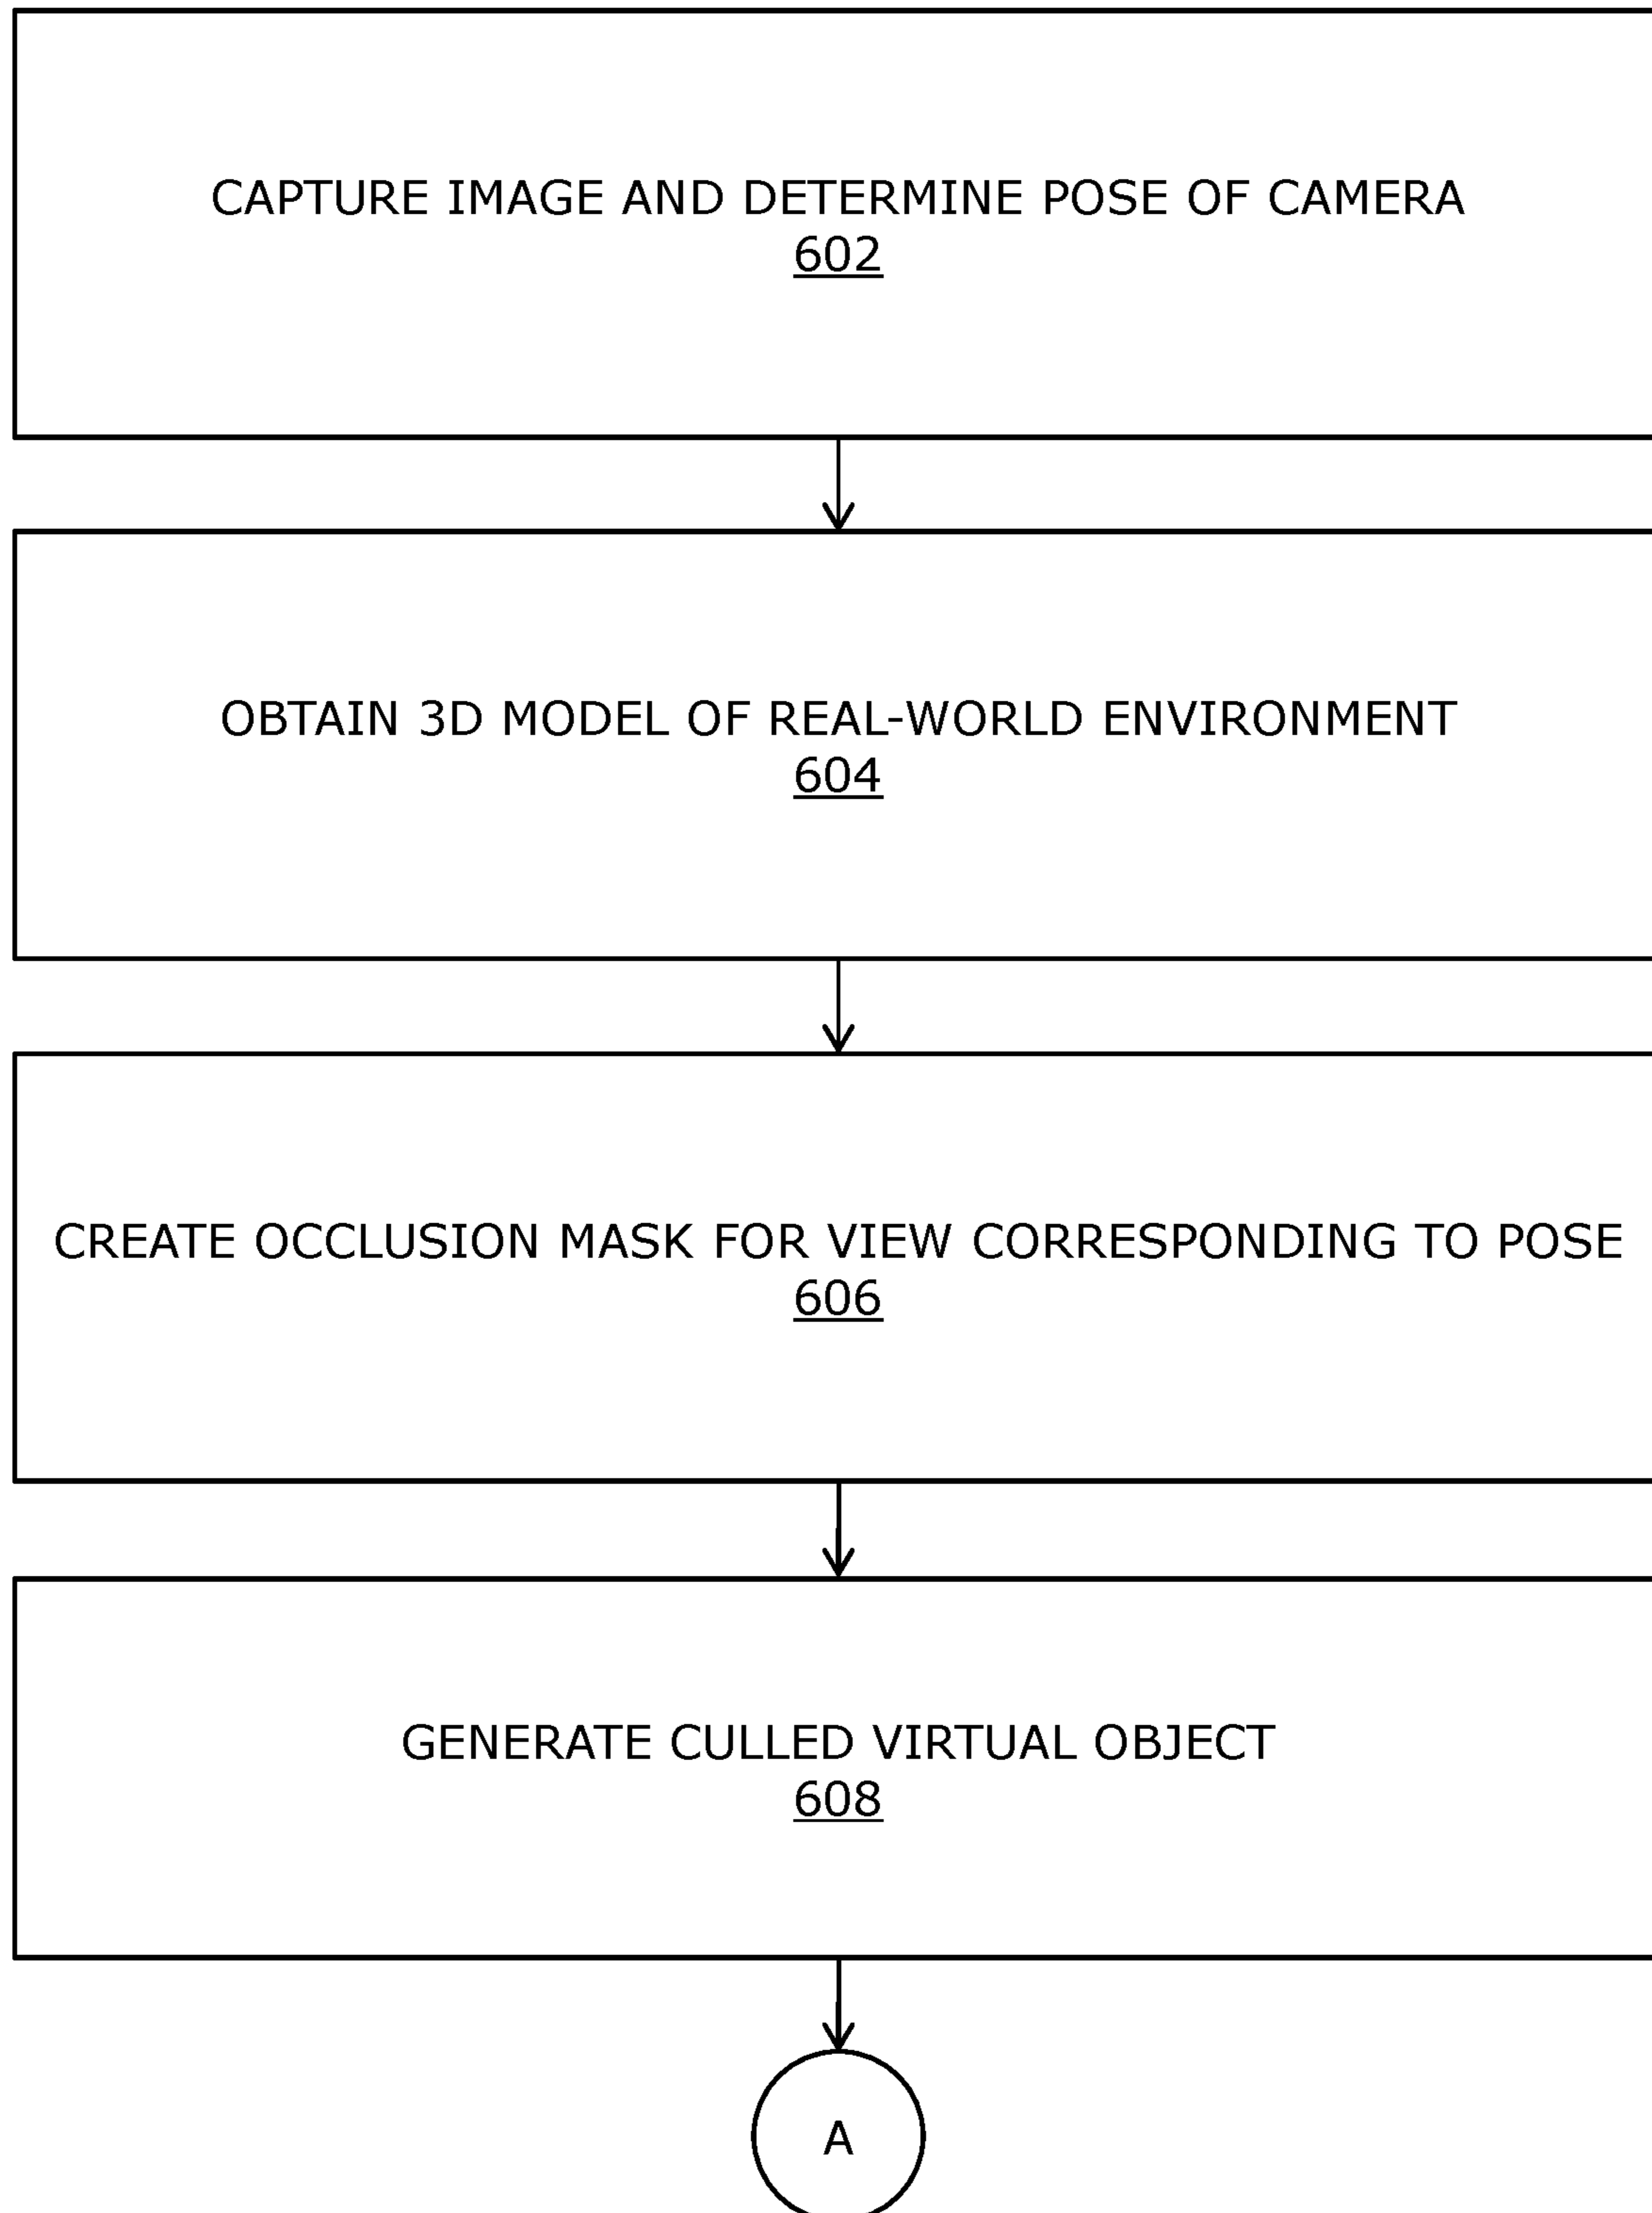 CAPTURE IMAGE AND DETERMINE POSE OF CAMERA
602
OBTAIN 3D MODEL OF REAL-WORLD ENVIRONMENT
604
CREATE OCCLUSION MASK FOR VIEW CORRESPONDING TO POSE
606
GENERATE CULLED VIRTUAL OBJECT
608
A